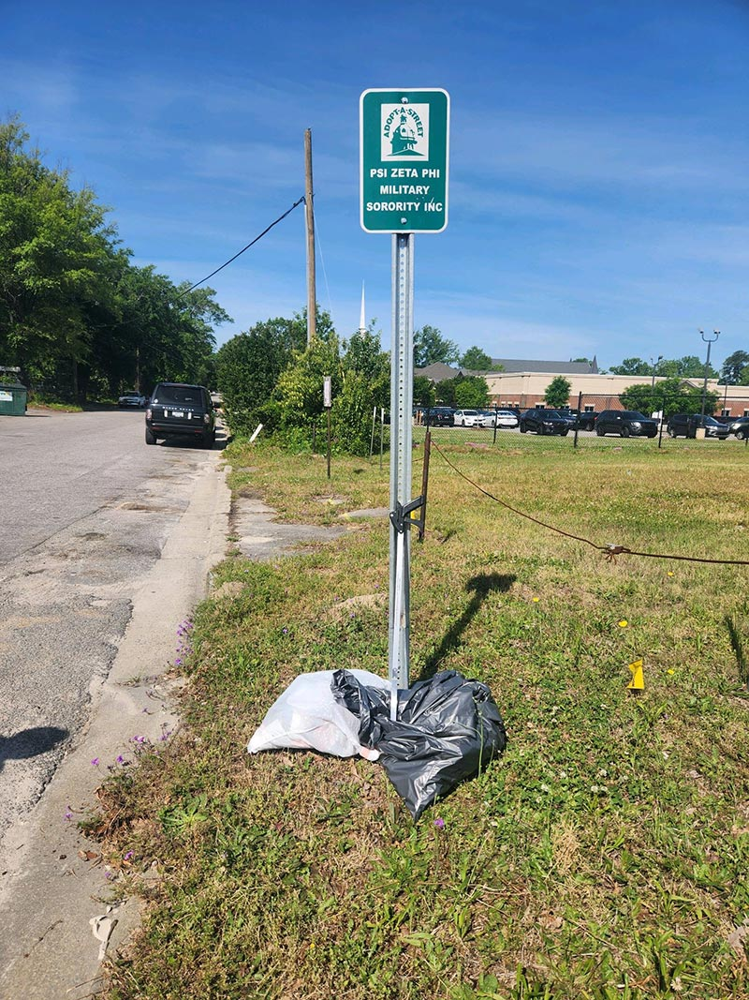 ADOPT-A-STREET
PSI ZETA PHI
MILITARY
SORORITY INC